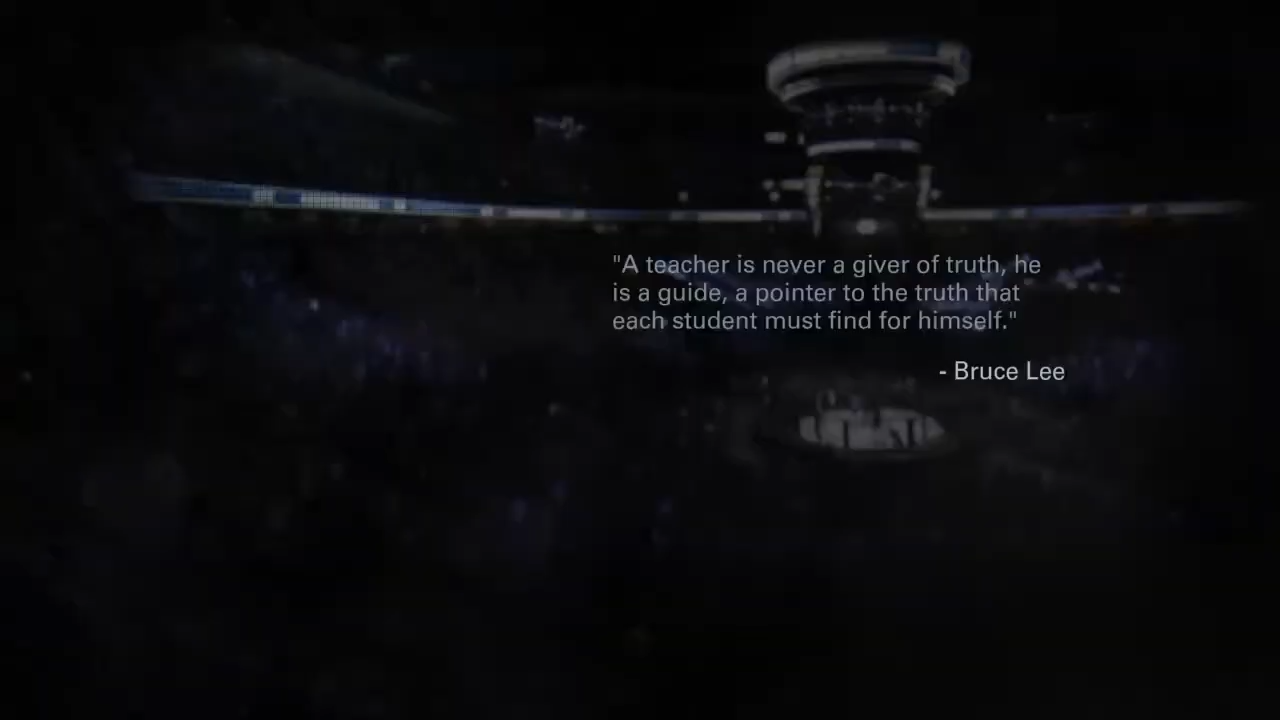 "A teacher is never a giver of truth, he
is a guide, a pointer to the truth that
each student must find for himself."
- Bruce Lee